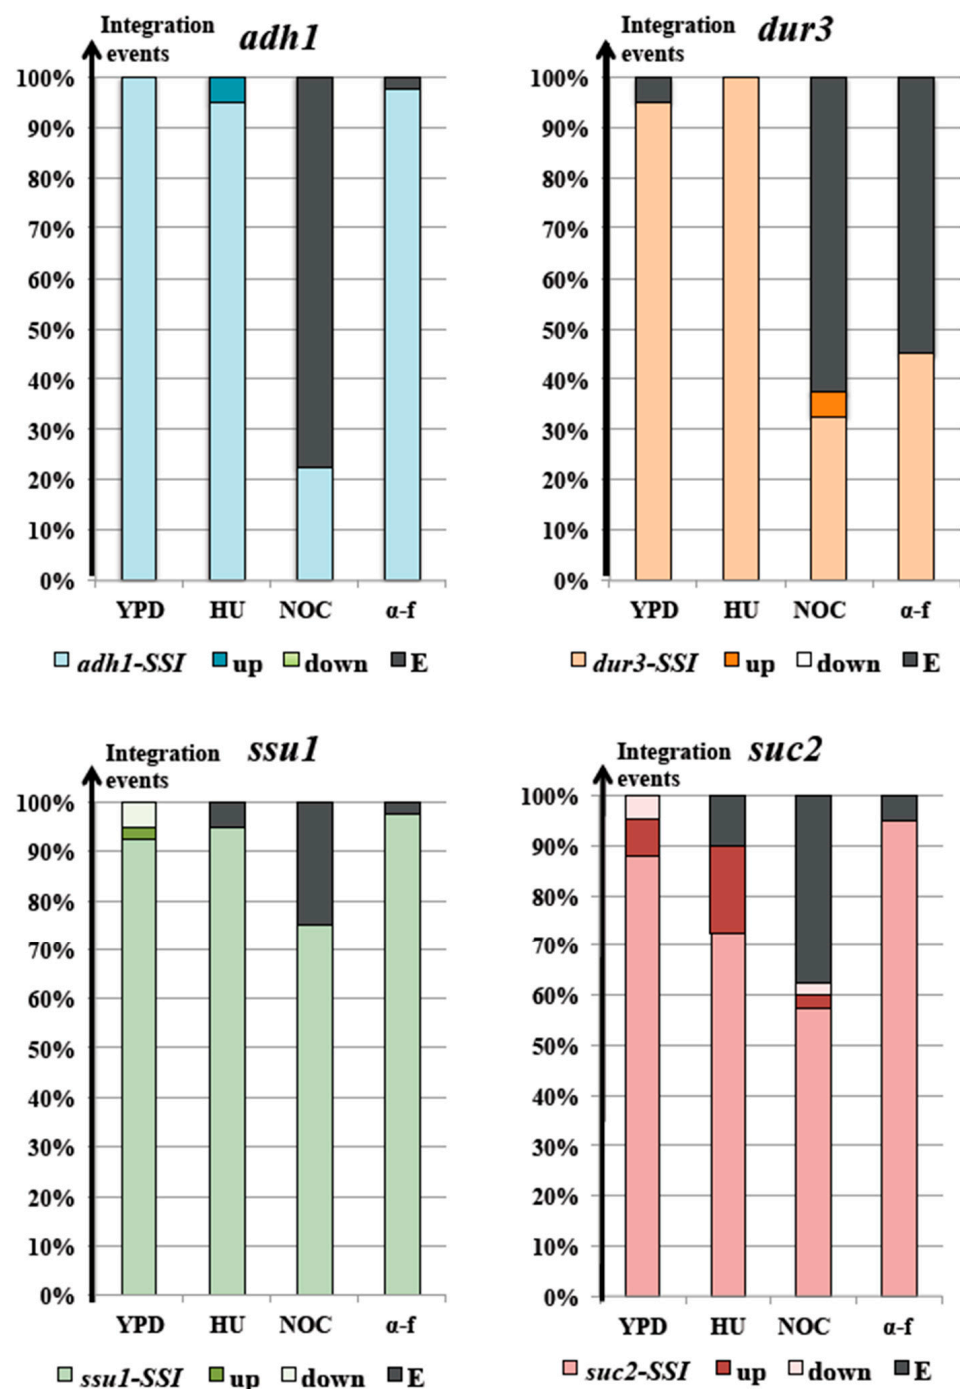 Integration
events
adh1
100%
90%
80%
70%
60%
50%
40%
30%
20%
10%
0%
YPD HU NOC α-f
adh1-SSI up down E
Integration
events
dur3
100%
90%
80%
70%
60%
50%
40%
30%
20%
10%
0%
YPD HU NOC α-f
dur3-SSI up down E
Integration
events
ssu1
100%
90%
80%
70%
60%
50%
40%
30%
20%
10%
0%
YPD HU NOC α-f
ssu1-SSI up down E
Integration
events
suc2
100%
90%
80%
70%
60%
50%
40%
30%
20%
10%
0%
YPD HU NOC α-f
suc2-SSI up down E